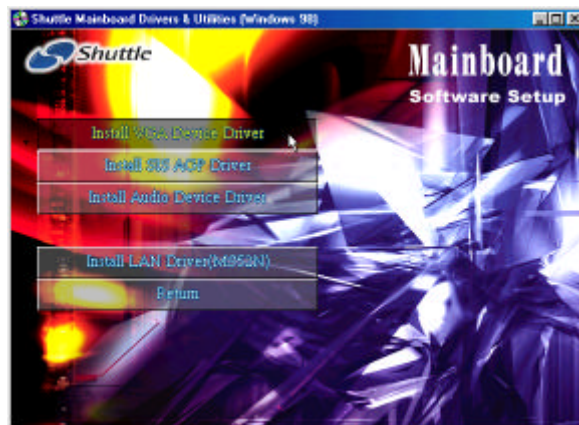 Shuttle Mainboard Drivers & Utilities (Windows 98)
Shuttle
Mainboard
Software Setup
Install VGA Device Driver
Install SIS AGP Driver
Install Audio Device Driver
Install LAN Driver(MB50N)
Return